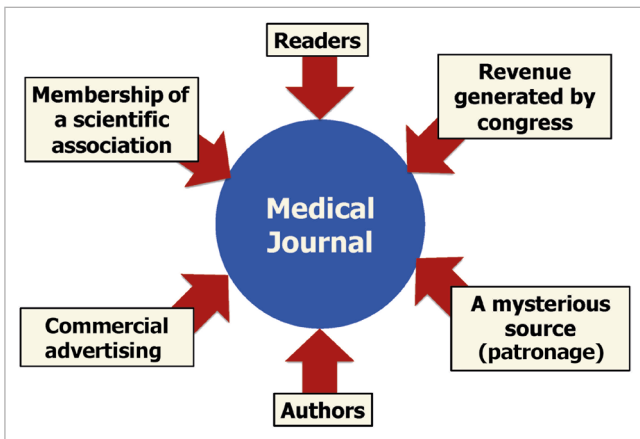 Readers
Membership of
a scientific
association
Revenue
generated by
congress
Medical
Journal
Commercial
advertising
A mysterious
source
(patronage)
Authors